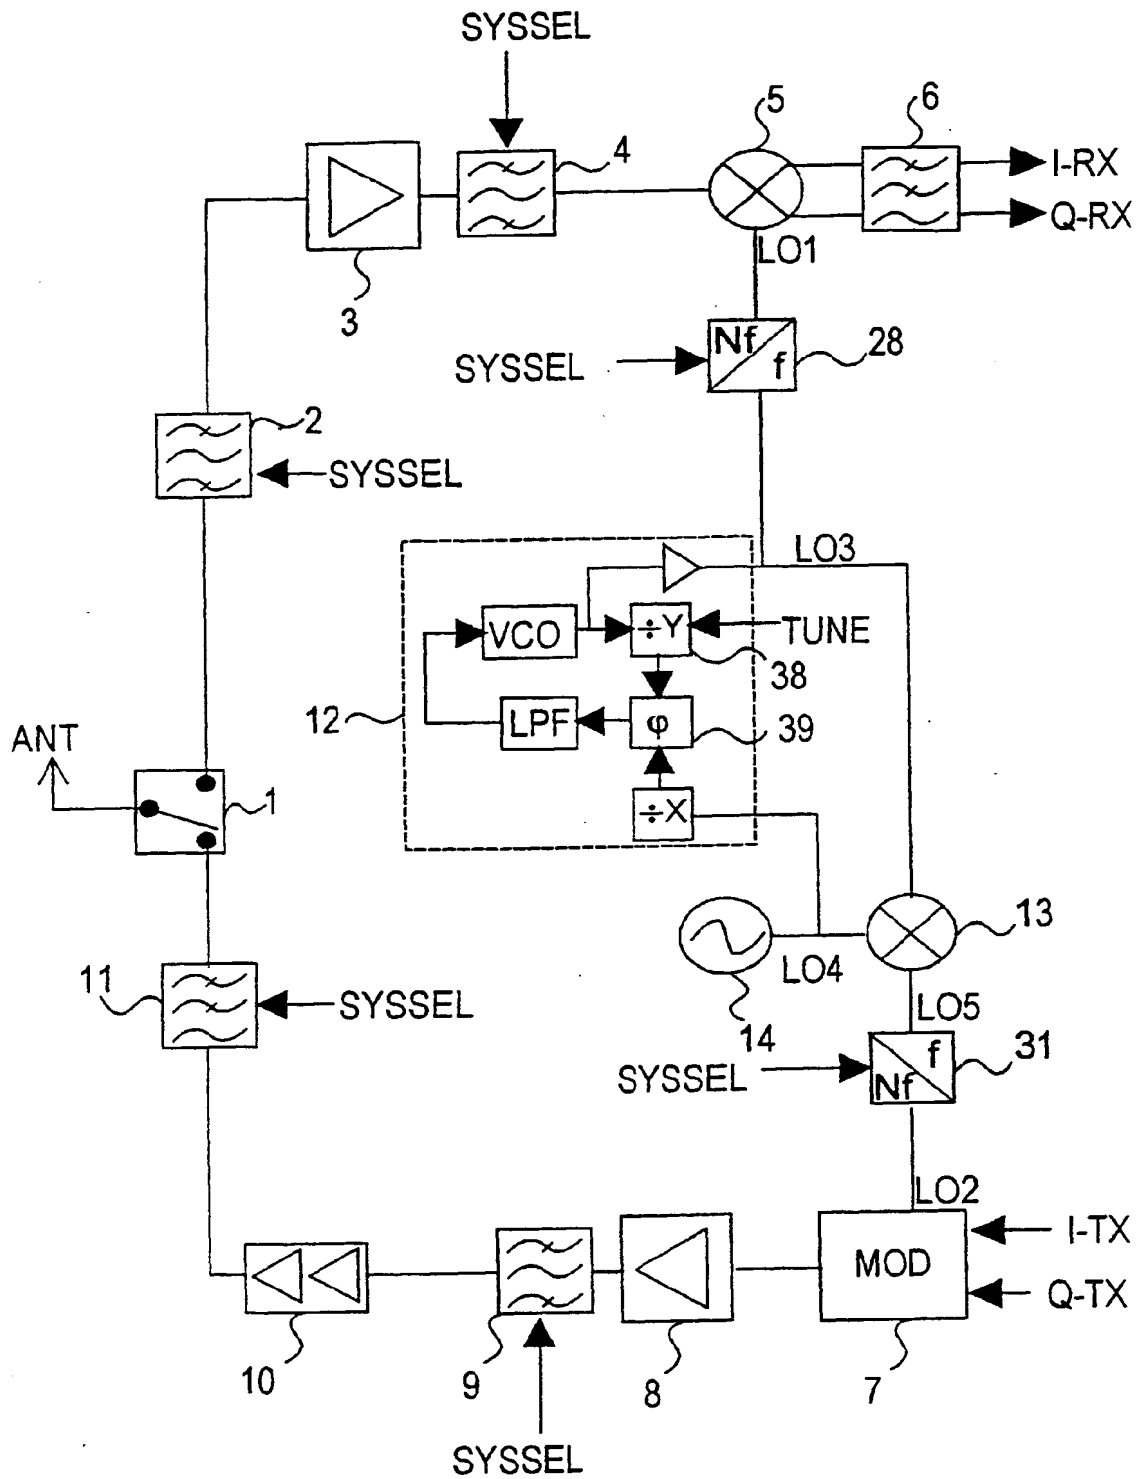 SYSSEL
5
6
4
I-RX
Q-RX
LO1
3
Nf
f
28
SYSSEL
2
SYSSEL
LO3
VCO
÷Y
TUNE
38
12
LPF
φ
39
ANT
1
÷X
13
LO4
11
SYSSEL
LO5
14
f
Nf
31
SYSSEL
LO2
I-TX
MOD
Q-TX
10
9
8
7
SYSSEL